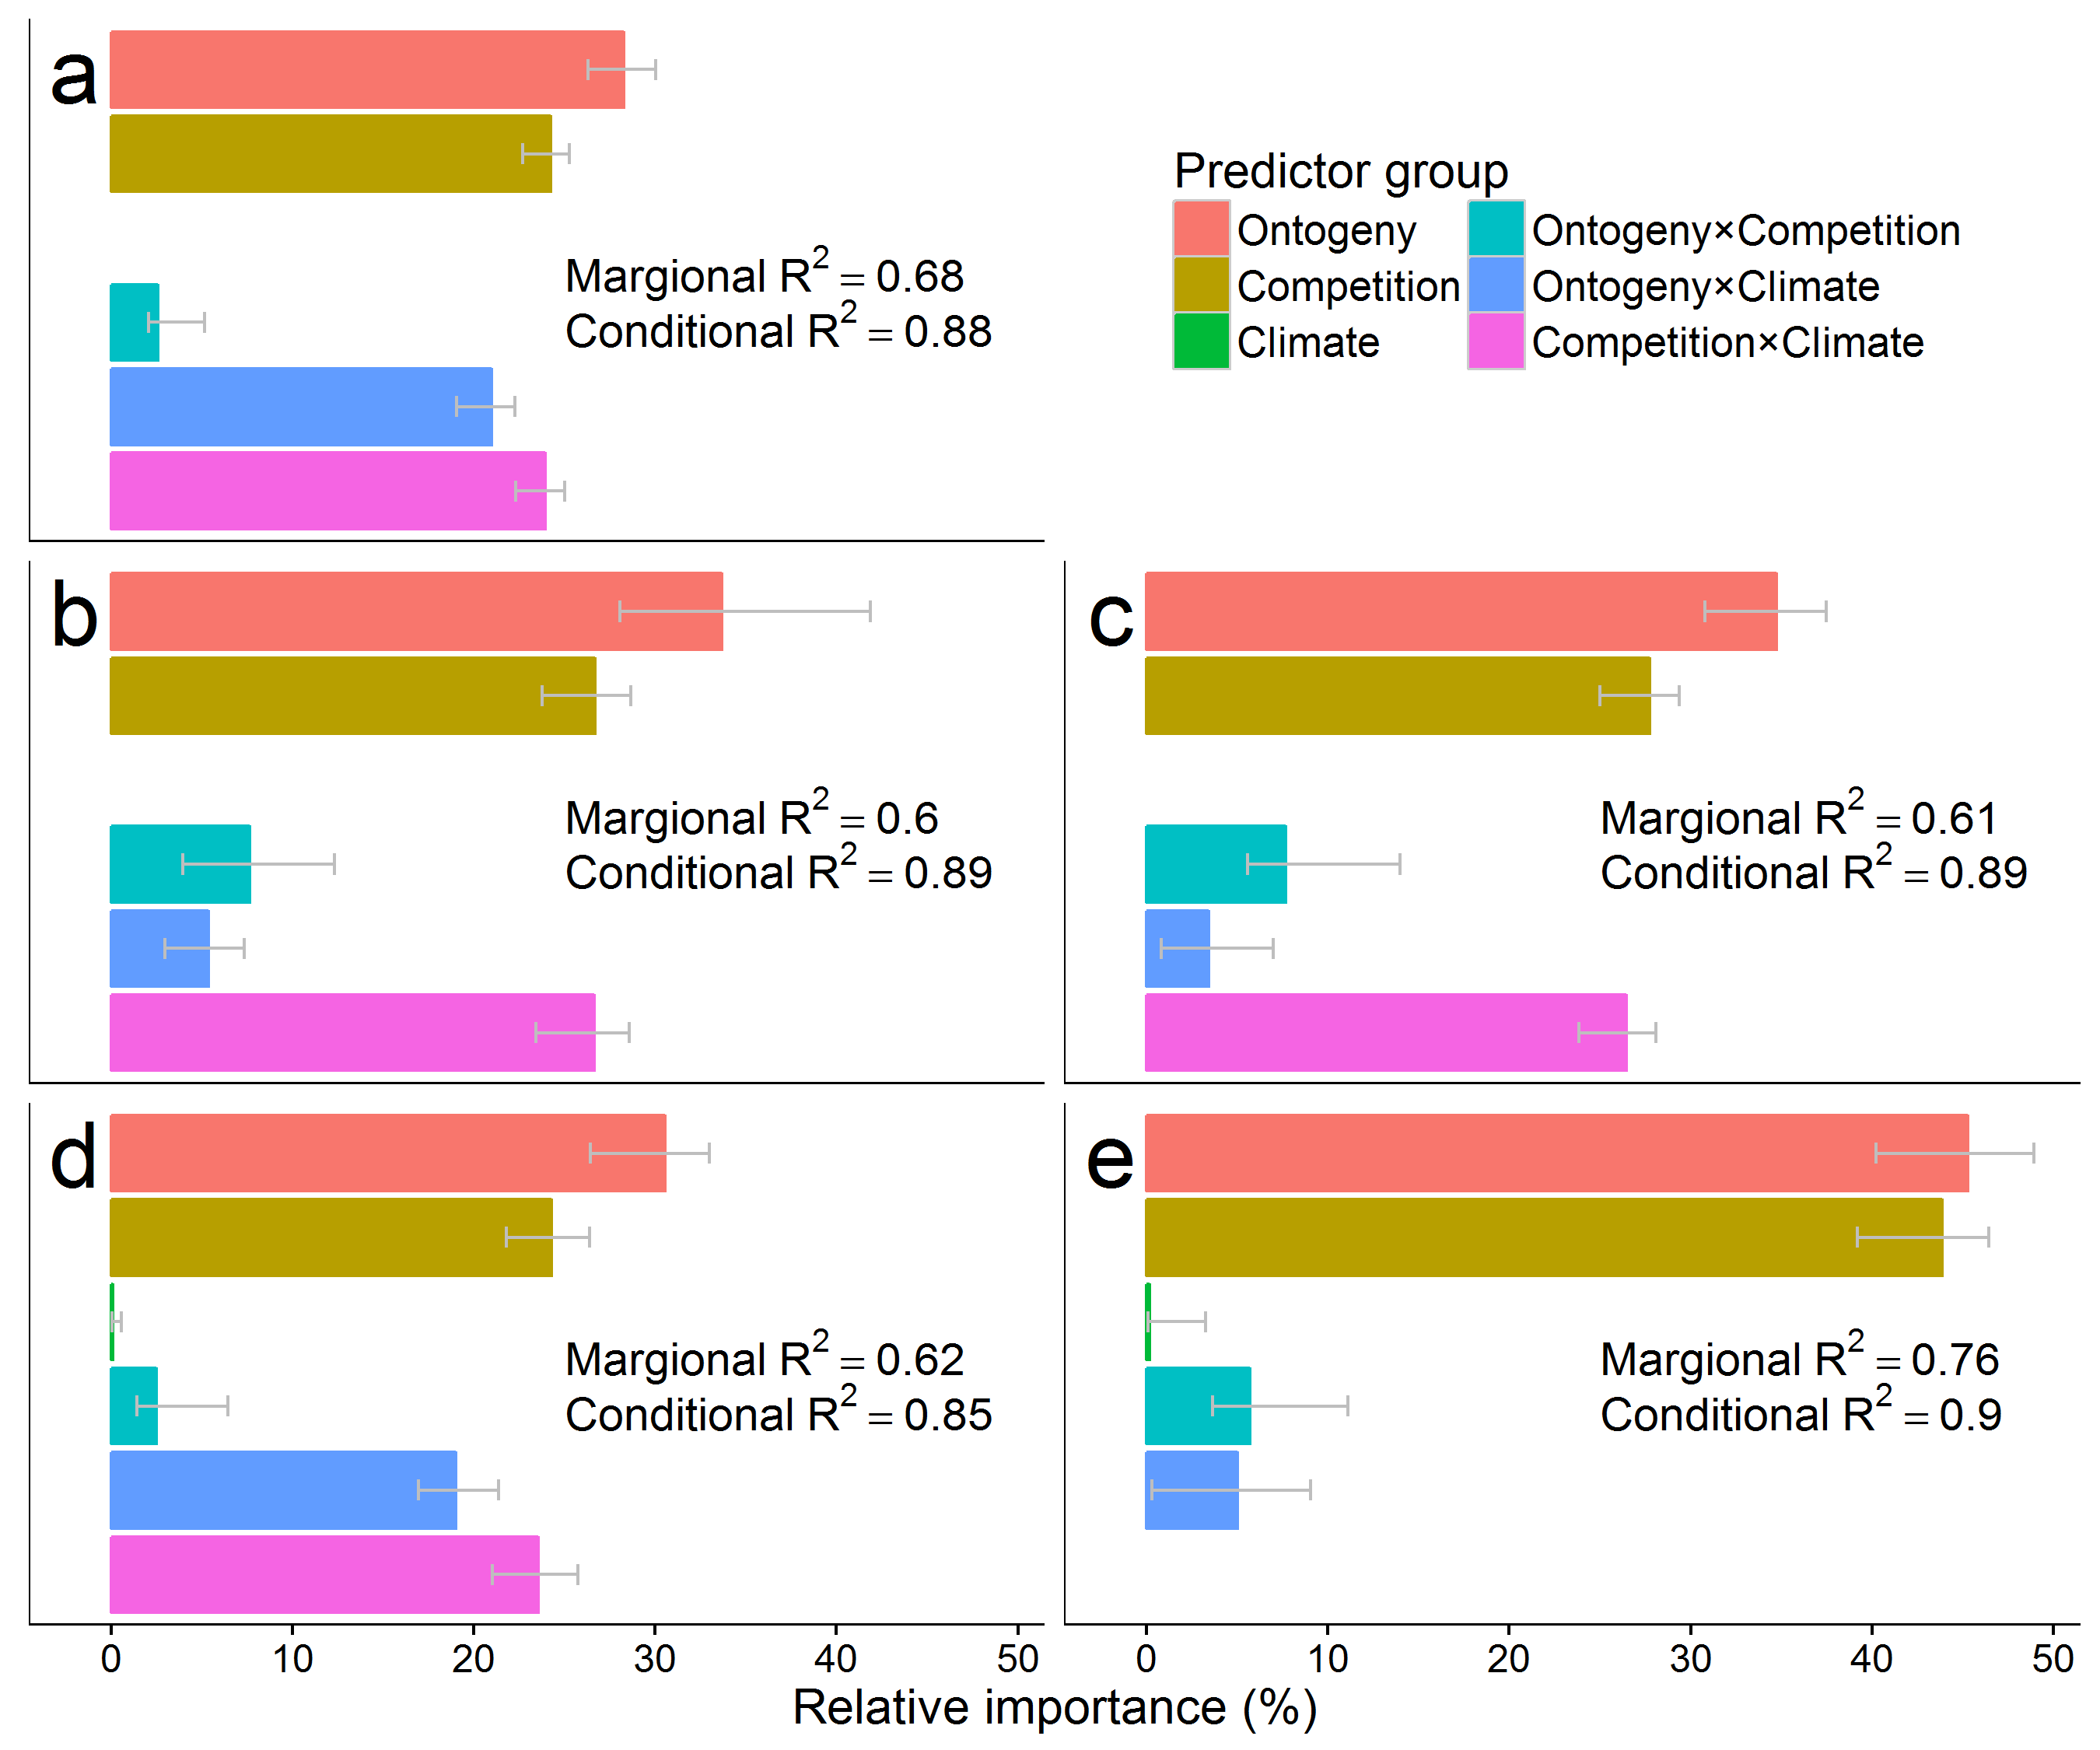 a
Margional R² = 0.68
Conditional R² = 0.88
Predictor group
Ontogeny
Competition
Climate
Ontogeny×Competition
Ontogeny×Climate
Competition×Climate
b
Margional R² = 0.6
Conditional R² = 0.89
c
Margional R² = 0.61
Conditional R² = 0.89
d
Margional R² = 0.62
Conditional R² = 0.85
e
Margional R² = 0.76
Conditional R² = 0.9
0 10 20 30 40 50
0 10 20 30 40 50
Relative importance (%)